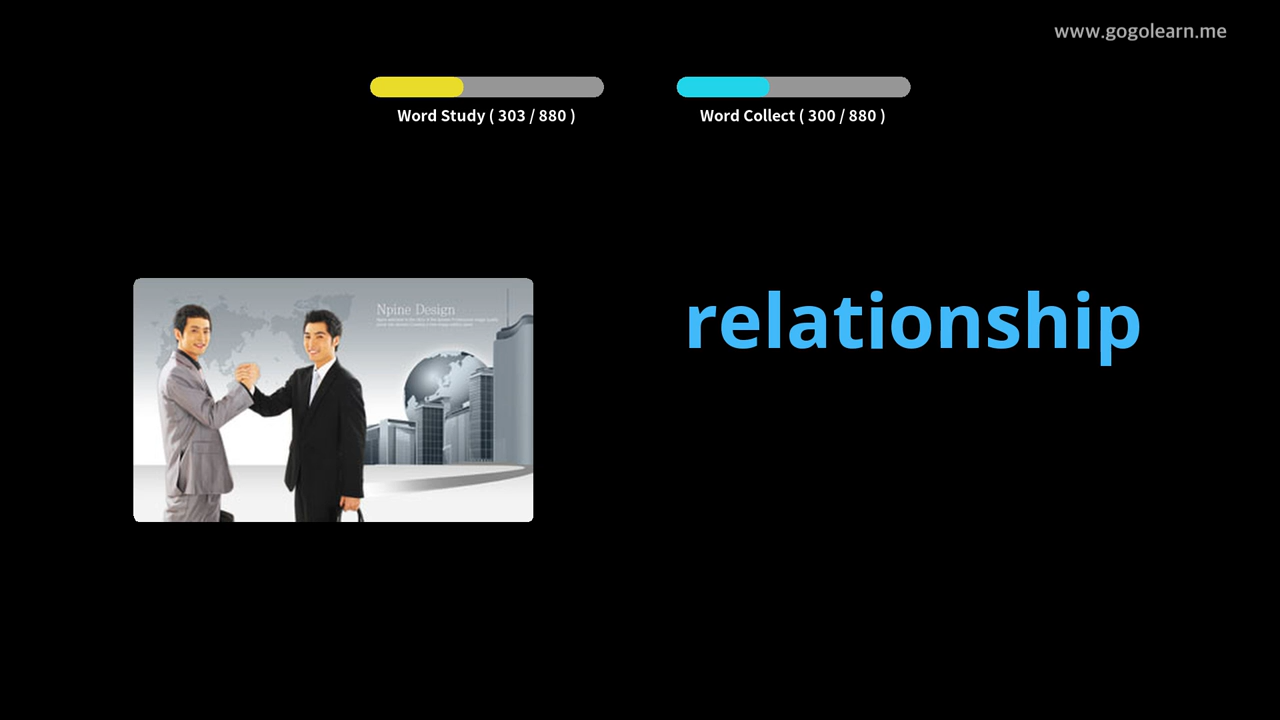 www.gogolearn.me
Word Study ( 303 / 880 )
Word Collect ( 300 / 880 )
Npine Design
relationship